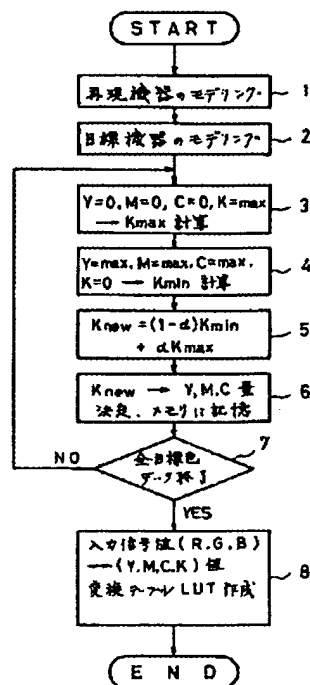 START
再現機器のモデリング
1
目標機器のモデリング
2
Y=0, M=0, C=0, K=max
→ Kmax 計算
3
Y=max, M=max, C=max,
K=0 → Kmin 計算
4
Knew = (1-α)Kmin
+ αKmax
5
Knew → Y, M, C 量
決定、メモリに記憶
6
7
全目標色
データ終了
NO
YES
入力信号値(R.G.B)
→(Y.M.C.K)値
変換テーブルLUT作成
8
END